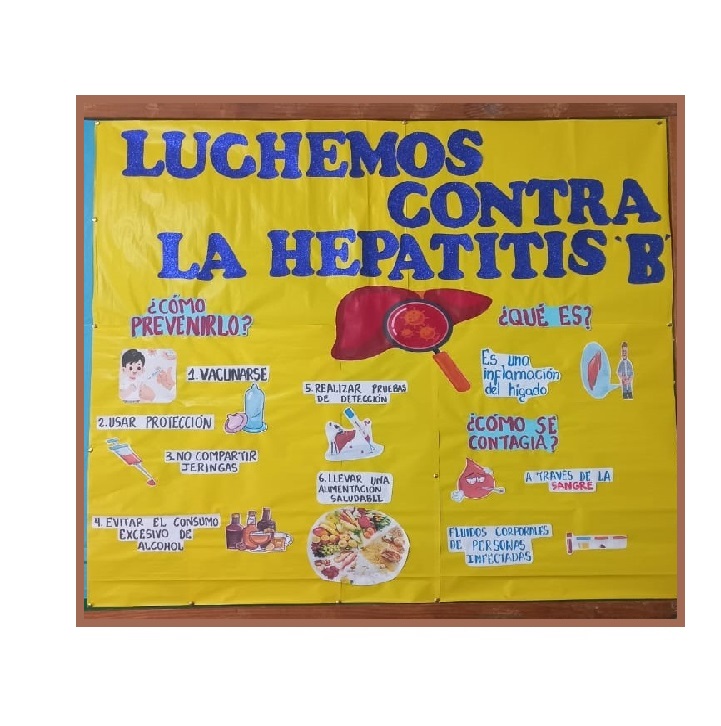 LUCHEMOS
CONTRA
LA HEPATITIS "B"
¿CÓMO
PREVENIRLO?
1. VACUNARSE
2. USAR PROTECCIÓN
3. NO COMPARTIR
JERINGAS
4. EVITAR EL CONSUMO
EXCESIVO DE
ALCOHOL
5. REALIZAR PRUEBAS
DE DETECCIÓN
6. LLEVAR UNA
ALIMENTACIÓN
SALUDABLE
¿QUÉ ES?
Es una
inflamación
del hígado
¿CÓMO SE
CONTAGIA?
A TRAVÉS DE LA
SANGRE
FLUIDOS CORPORALES
DE PERSONAS
INFECTADAS